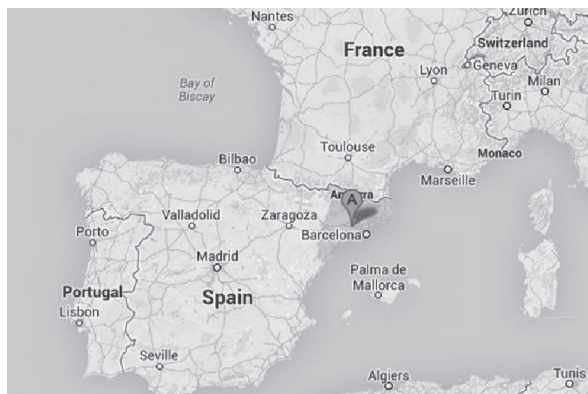 Nantes
Zurich
France
Switzerland
Geneva
Lyon
Milan
Bay of
Biscay
Turin
Toulouse
Monaco
Bilbao
Marseille
A
Valladolid
Zaragoza
Porto
Barcelona
Madrid
Palma de
Mallorca
Portugal
Spain
Lisbon
Seville
Algiers
Tunis